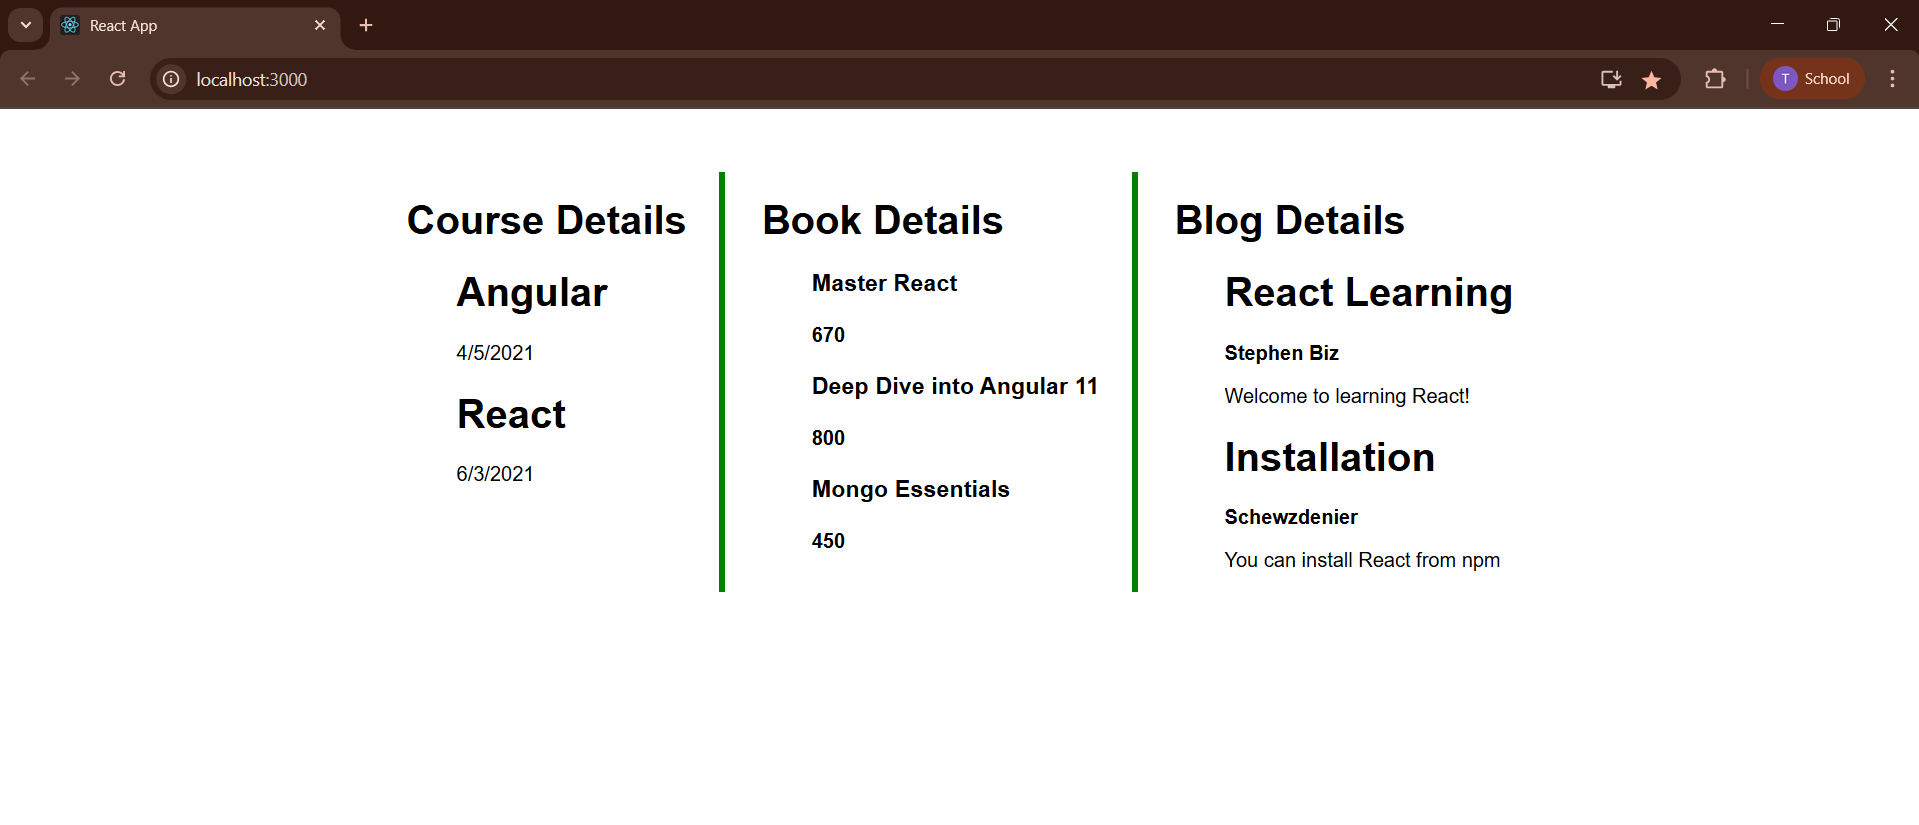 React App
localhost:3000
T School
Course Details
Angular
4/5/2021
React
6/3/2021
Book Details
Master React
670
Deep Dive into Angular 11
800
Mongo Essentials
450
Blog Details
React Learning
Stephen Biz
Welcome to learning React!
Installation
Schewzdenier
You can install React from npm